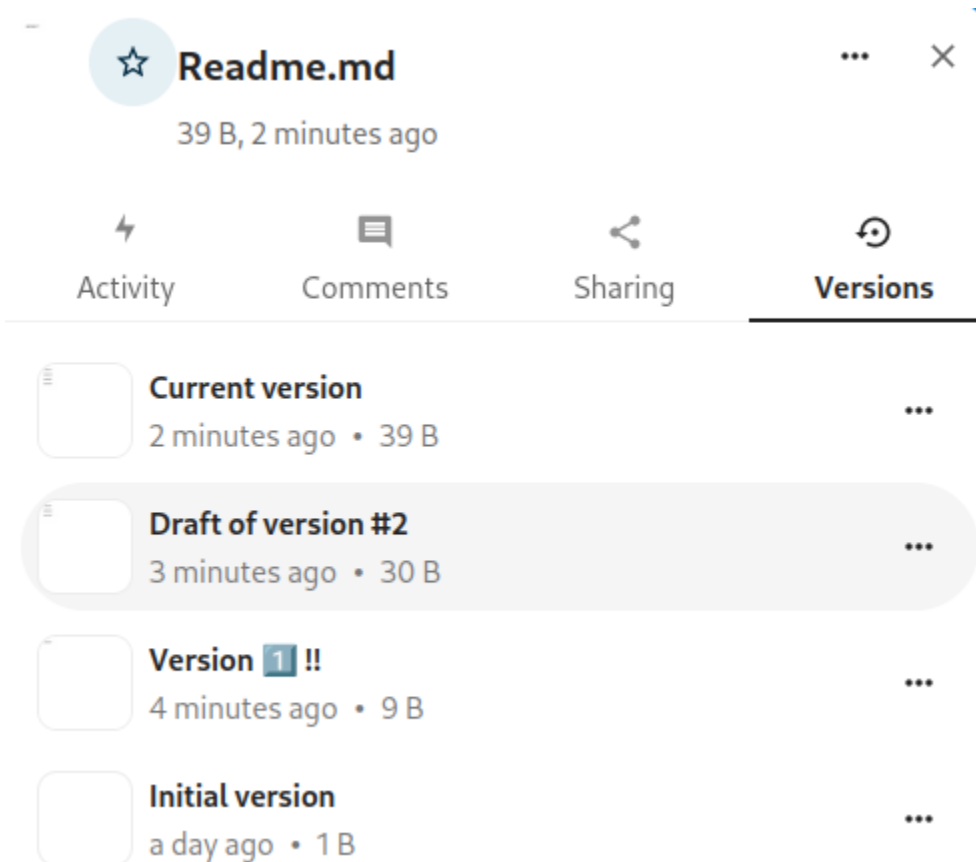 Readme.md
39 B, 2 minutes ago
Activity
Comments
Sharing
Versions
Current version
2 minutes ago • 39 B
Draft of version #2
3 minutes ago • 30 B
Version 1️⃣ !!
4 minutes ago • 9 B
Initial version
a day ago • 1 B